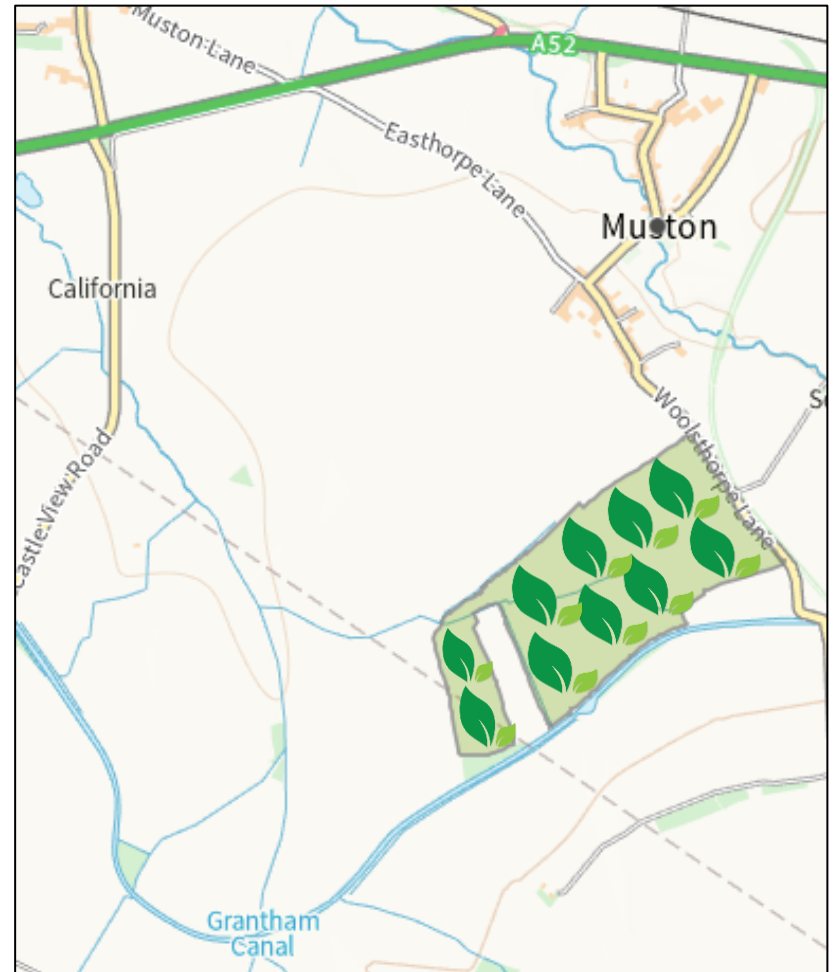 Muston Lane
A52
Easthorpe Lane
Muston
California
Woolsthorpe Lane
S
Castle View Road
Grantham
Canal